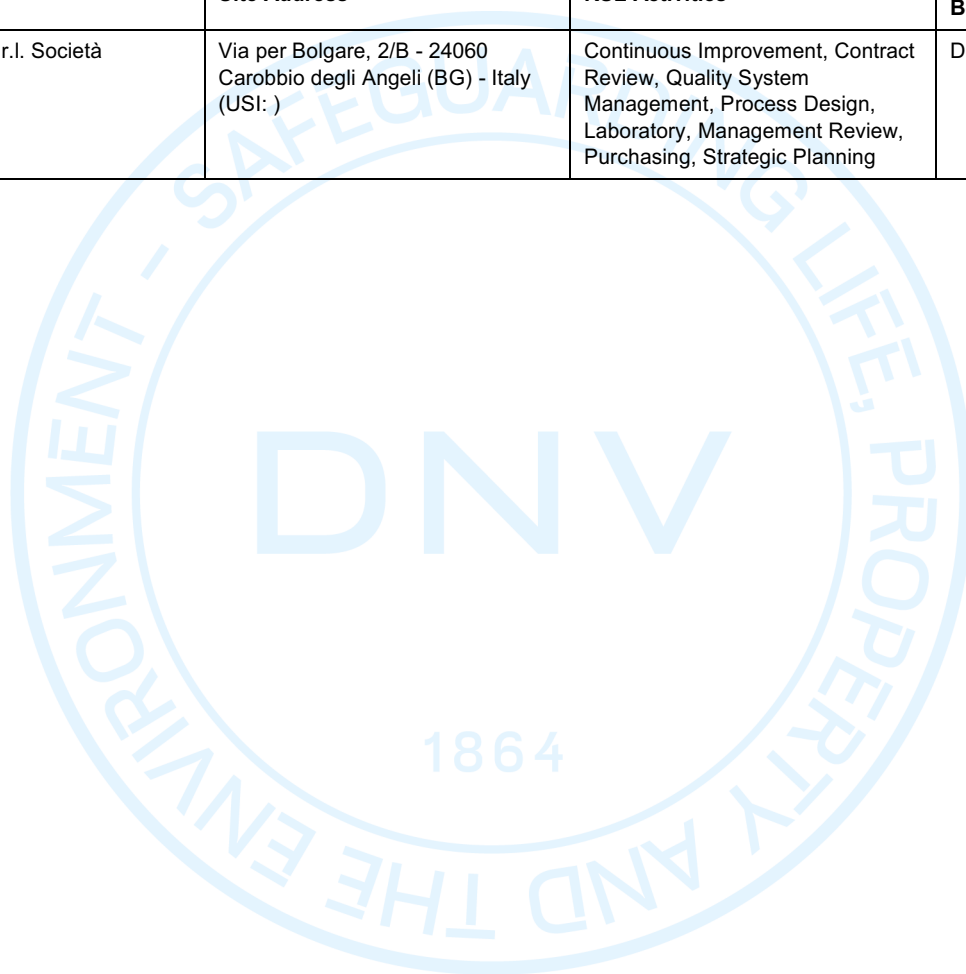 Site Address
Activities
B
r.l. Società
Via per Bolgare, 2/B - 24060
Carobbio degli Angeli (BG) - Italy
(USI: )
Continuous Improvement, Contract
Review, Quality System
Management, Process Design,
Laboratory, Management Review,
Purchasing, Strategic Planning
D
SAFEGUARDING LIFE, PROPERTY AND THE ENVIRONMENT -
DNV
1864